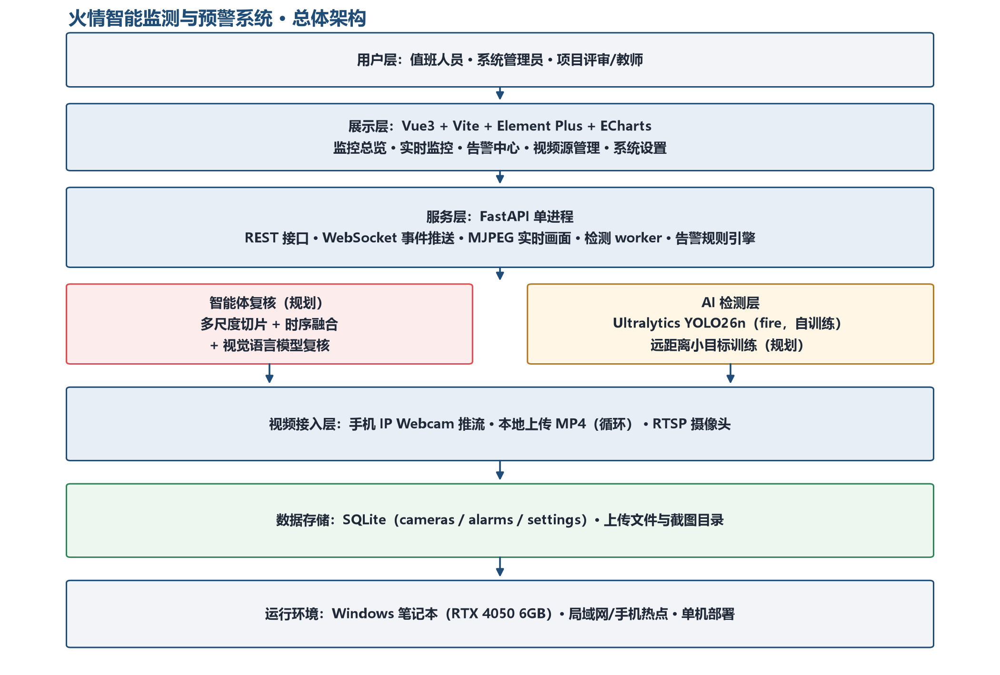 火情智能监测与预警系统 • 总体架构
用户层：值班人员 • 系统管理员 • 项目评审/教师
展示层：Vue3 + Vite + Element Plus + ECharts
监控总览 • 实时监控 • 告警中心 • 视频源管理 • 系统设置
服务层：FastAPI 单进程
REST 接口 • WebSocket 事件推送 • MJPEG 实时画面 • 检测 worker • 告警规则引擎
智能体复核（规划）
多尺度切片 + 时序融合
+ 视觉语言模型复核
AI 检测层
Ultralytics YOLO26n（fire，自训练）
远距离小目标训练（规划）
视频接入层：手机 IP Webcam 推流 • 本地上传 MP4（循环） • RTSP 摄像头
数据存储：SQLite（cameras / alarms / settings）• 上传文件与截图目录
运行环境：Windows 笔记本（RTX 4050 6GB）• 局域网/手机热点 • 单机部署